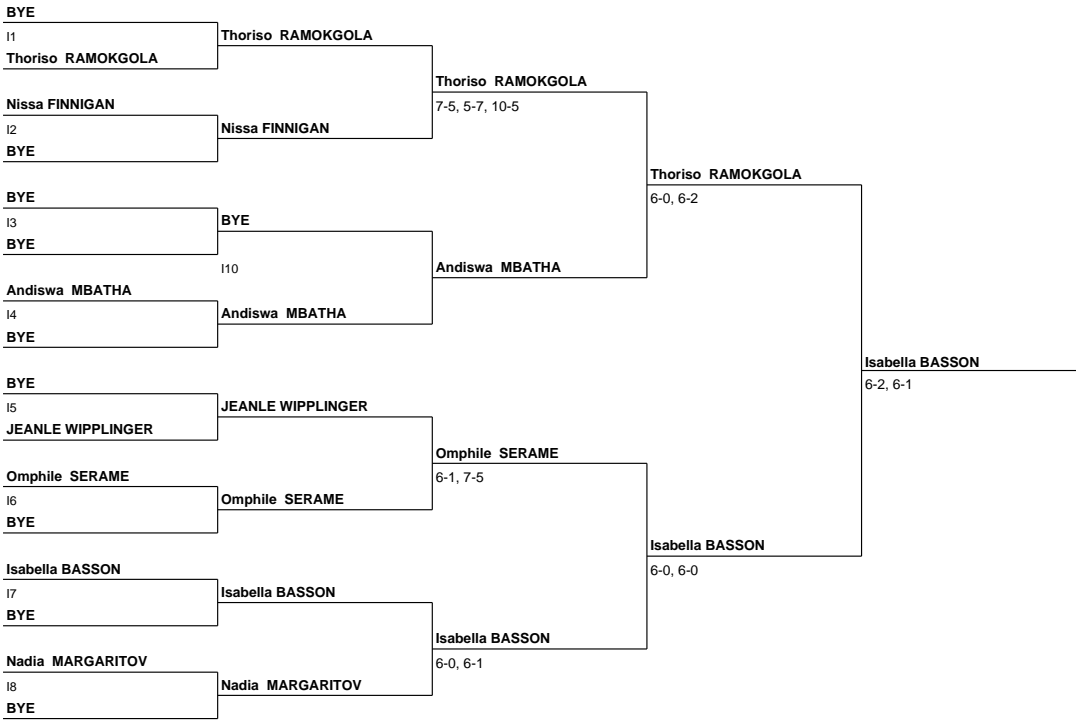 BYE
I1
Thoriso RAMOKGOLA
Nissa FINNIGAN
I2
BYE
BYE
I3
BYE
Andiswa MBATHA
I4
BYE
BYE
I5
JEANLE WIPPLINGER
Omphile SERAME
I6
BYE
Isabella BASSON
I7
BYE
Nadia MARGARITOV
I8
BYE
Thoriso RAMOKGOLA
Nissa FINNIGAN
BYE
I10
Andiswa MBATHA
JEANLE WIPPLINGER
Omphile SERAME
Isabella BASSON
Nadia MARGARITOV
Thoriso RAMOKGOLA
7-5, 5-7, 10-5
Andiswa MBATHA
Omphile SERAME
6-1, 7-5
Isabella BASSON
6-0, 6-1
Thoriso RAMOKGOLA
6-0, 6-2
Isabella BASSON
6-0, 6-0
Isabella BASSON
6-2, 6-1